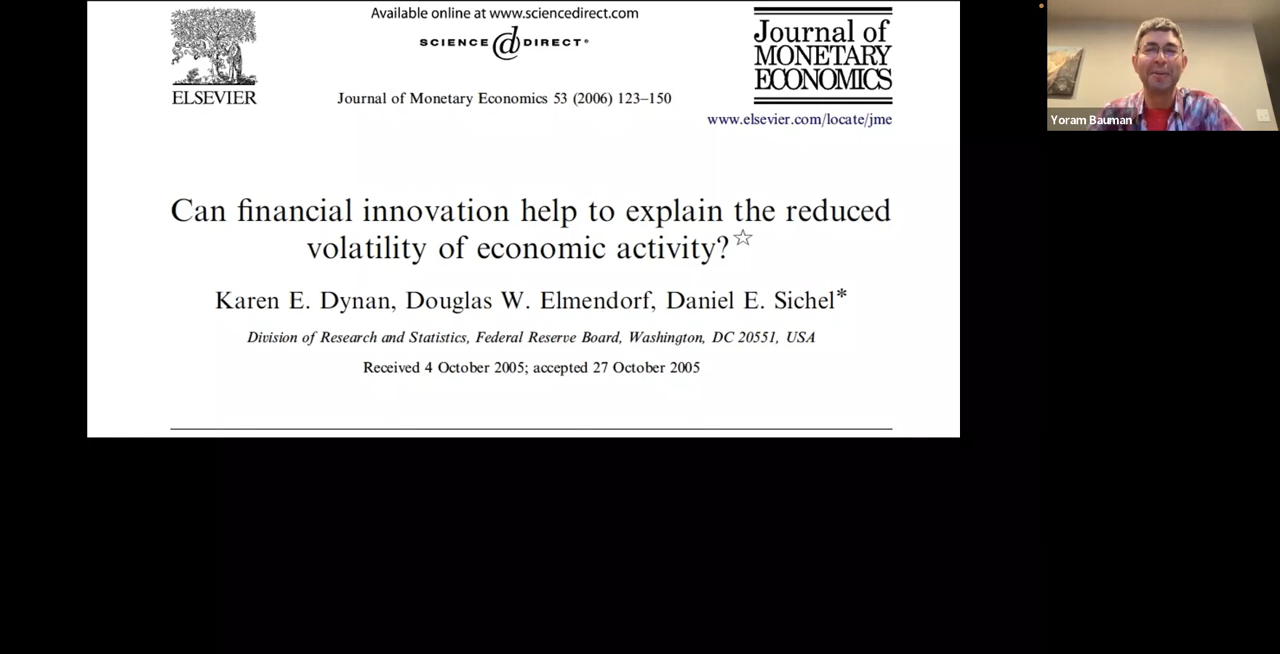 Available online at www.sciencedirect.com
SCIENCE @ DIRECT®
ELSEVIER
Journal of Monetary Economics 53 (2006) 123–150
Journal of
MONETARY
ECONOMICS
www.elsevier.com/locate/jme
Can financial innovation help to explain the reduced
volatility of economic activity?☆
Karen E. Dynan, Douglas W. Elmendorf, Daniel E. Sichel*
Division of Research and Statistics, Federal Reserve Board, Washington, DC 20551, USA
Received 4 October 2005; accepted 27 October 2005
Yoram Bauman